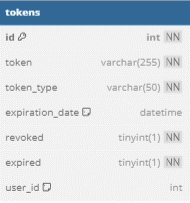 tokens
id int NN
token varchar(255) NN
token_type varchar(50) NN
expiration_date datetime
revoked tinyint(1) NN
expired tinyint(1) NN
user_id int